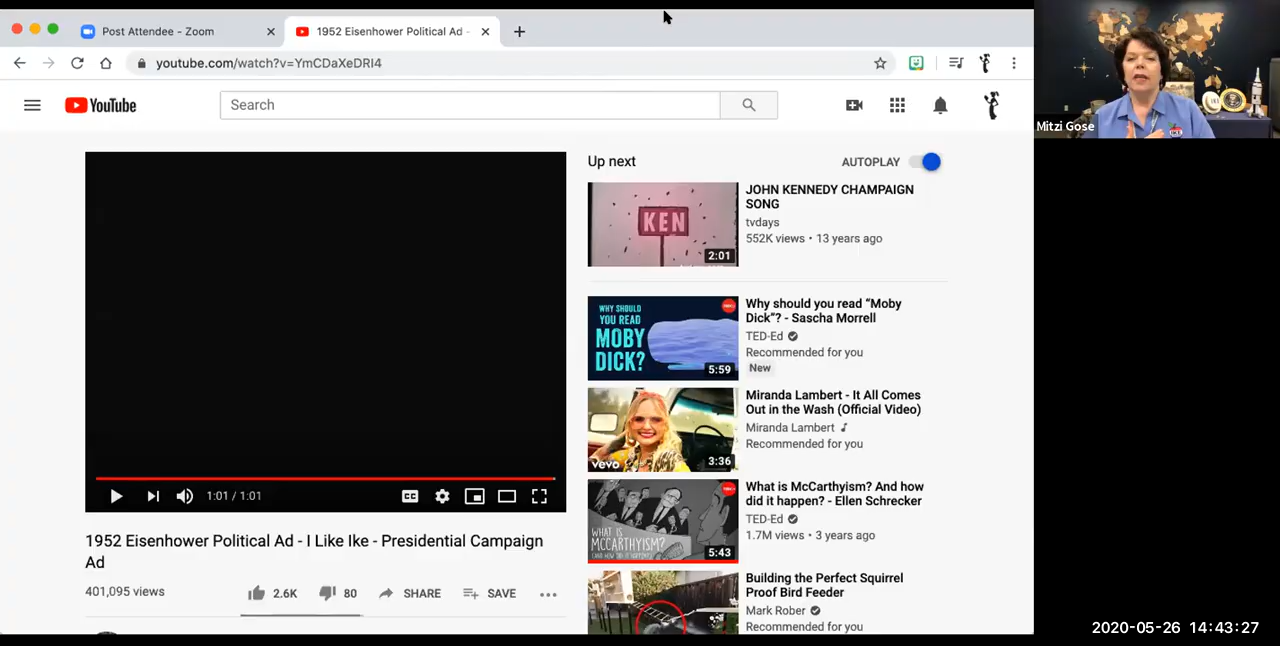 Post Attendee - Zoom
1952 Eisenhower Political Ad -
youtube.com/watch?v=YmCDaXeDRI4
YouTube
Search
Mitzi Gose
Up next
AUTOPLAY
KEN
2:01
JOHN KENNEDY CHAMPAIGN
SONG
tvdays
552K views • 13 years ago
WHY SHOULD
YOU READ
MOBY
DICK?
5:59
Why should you read "Moby
Dick"? - Sascha Morrell
TED-Ed
Recommended for you
New
vevo
3:36
Miranda Lambert - It All Comes
Out in the Wash (Official Video)
Miranda Lambert
Recommended for you
WHAT IS
MCCARTHYISM?
(AND HOW DID IT HAPPEN?)
5:43
What is McCarthyism? And how
did it happen? - Ellen Schrecker
TED-Ed
1.7M views • 3 years ago
Building the Perfect Squirrel
Proof Bird Feeder
Mark Rober
Recommended for you
1:01 / 1:01
CC
1952 Eisenhower Political Ad - I Like Ike - Presidential Campaign
Ad
401,095 views
2.6K
80
SHARE
SAVE
2020-05-26 14:43:27